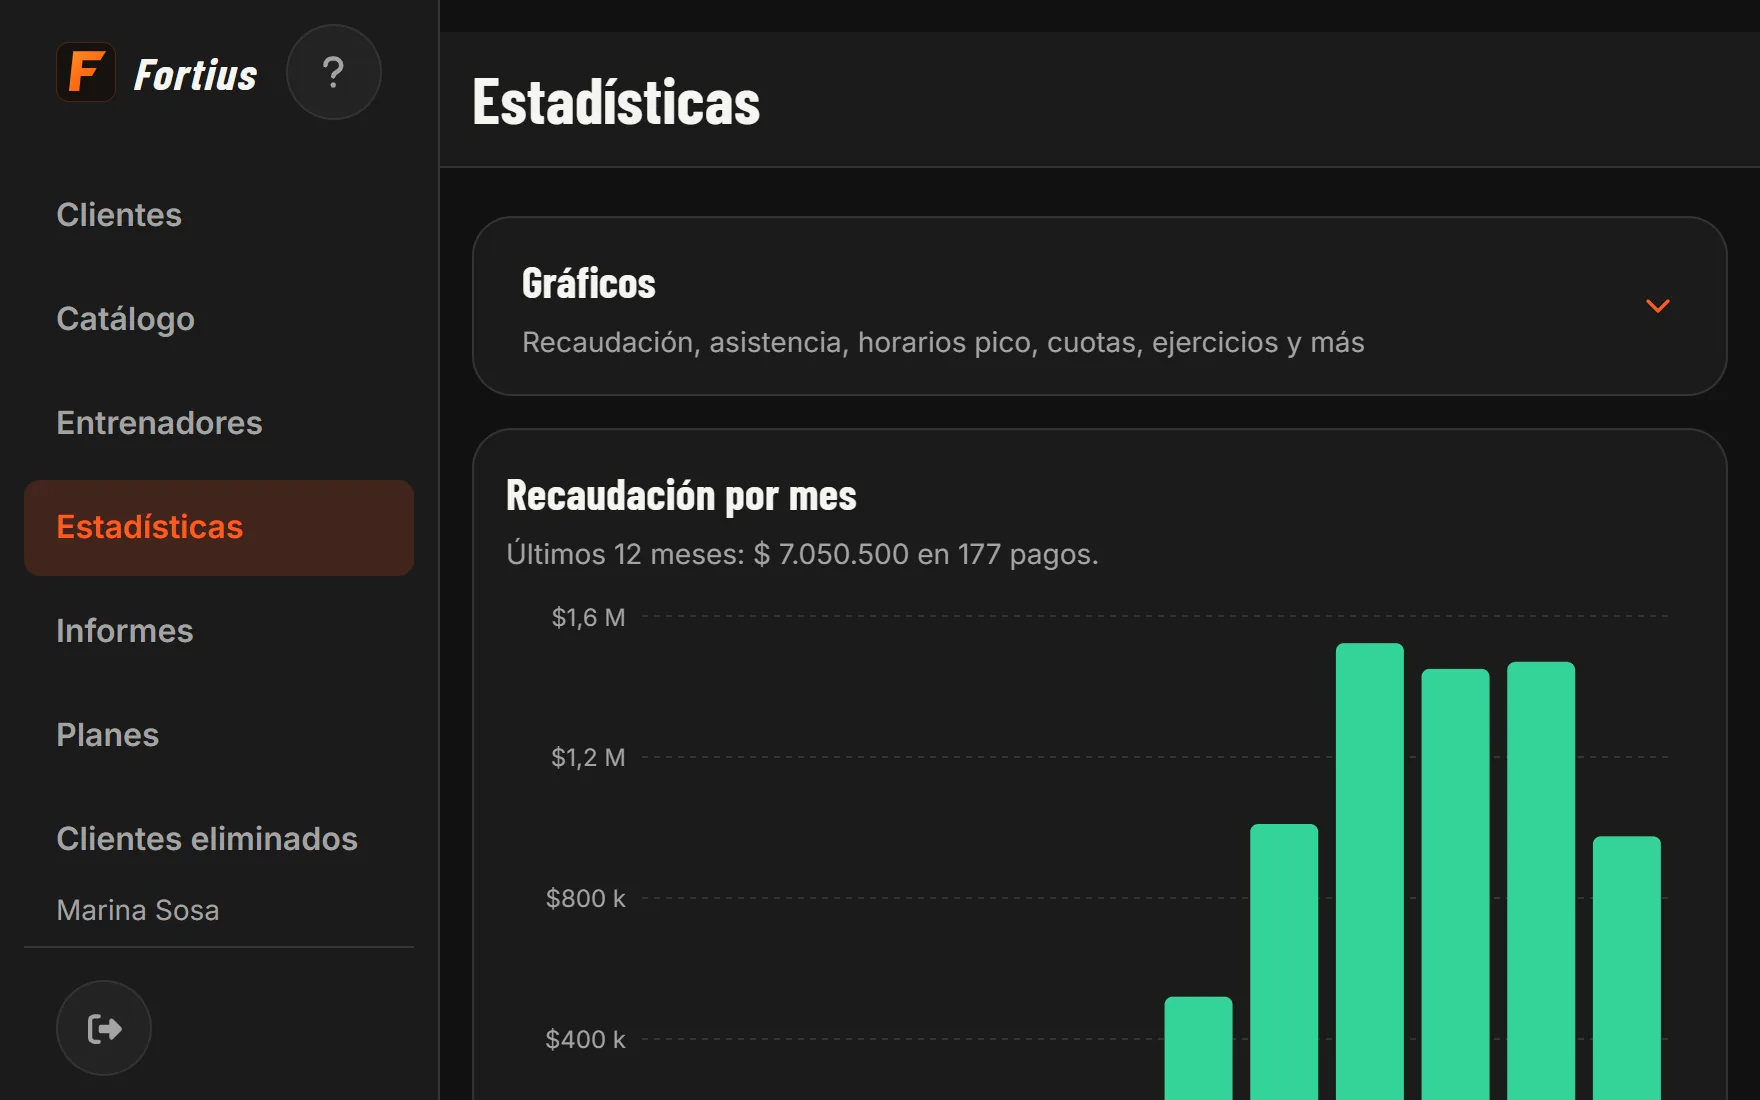 Fortius
?
Clientes
Catálogo
Entrenadores
Estadísticas
Informes
Planes
Clientes eliminados
Marina Sosa
Estadísticas
Gráficos
Recaudación, asistencia, horarios pico, cuotas, ejercicios y más
Recaudación por mes
Últimos 12 meses: $ 7.050.500 en 177 pagos.
$1,6 M
$1,2 M
$800 k
$400 k